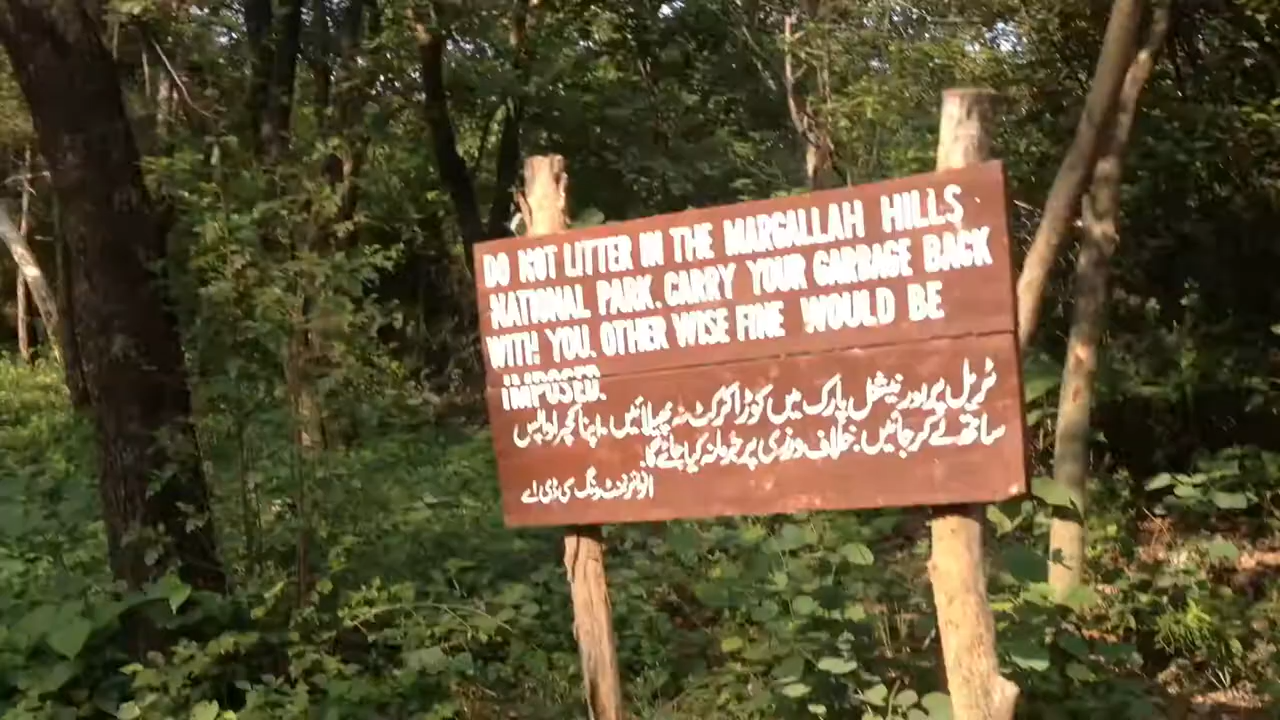 DO NOT LITTER IN THE MARGALLAH HILLS
NATIONAL PARK. CARRY YOUR GARBAGE BACK
WITH YOU. OTHER WISE FINE WOULD BE
IMPOSED.
ٹریل پر اور نیشنل پارک میں کوڑا کرکٹ نہ پھیلائیں۔ اپنا کچرا واپس
ساتھ لے کر جائیں۔ خلاف ورزی پر جرمانہ کیا جائے گا۔
انوائرنمنٹ ونگ سی ڈی اے